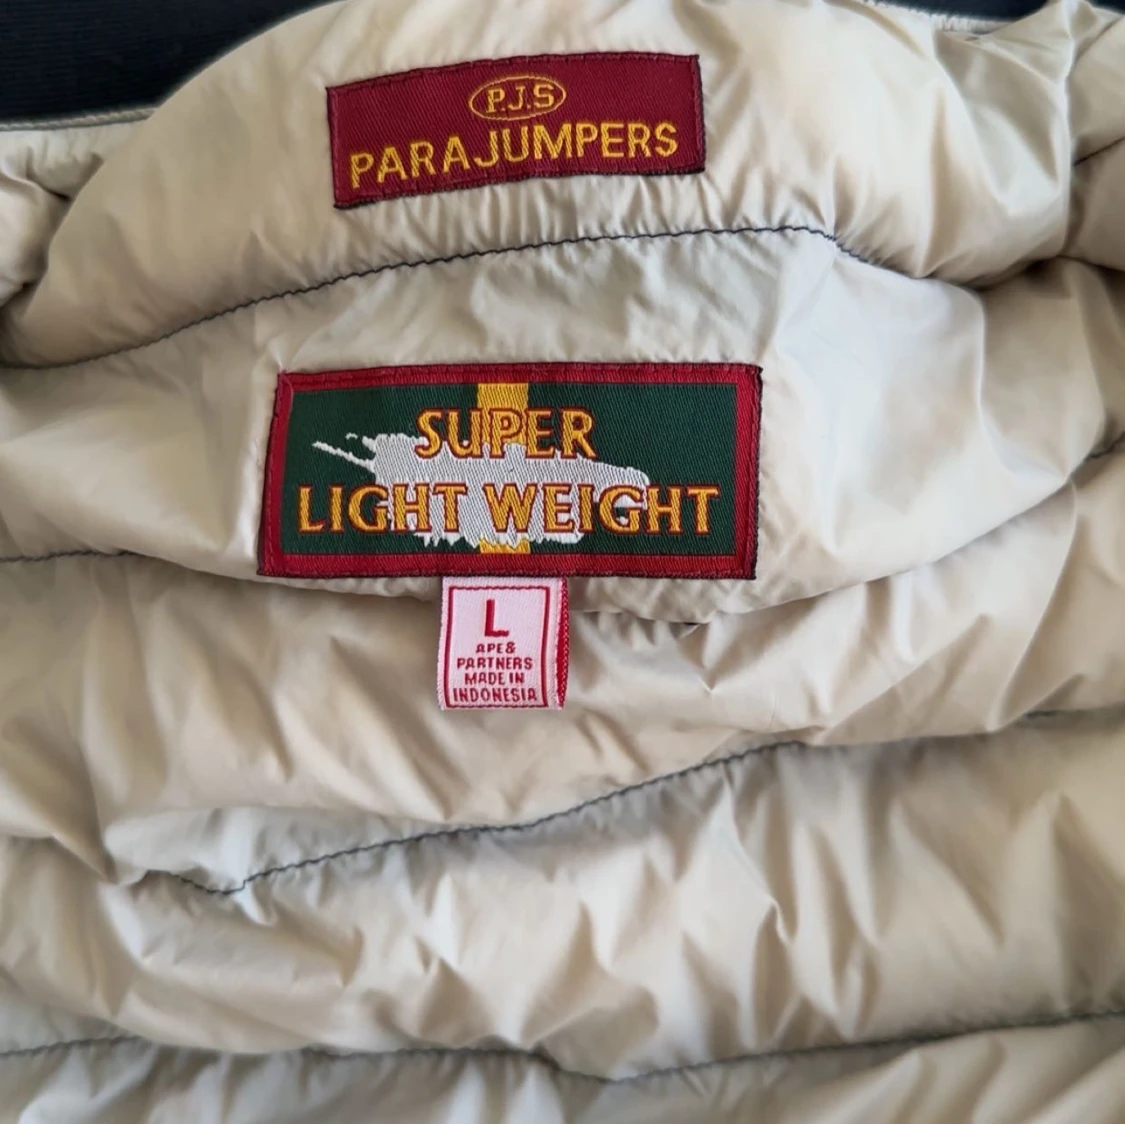 P.J.S
PARAJUMPERS
SUPER
LIGHT WEIGHT
L
APE&
PARTNERS
MADE IN
INDONESIA